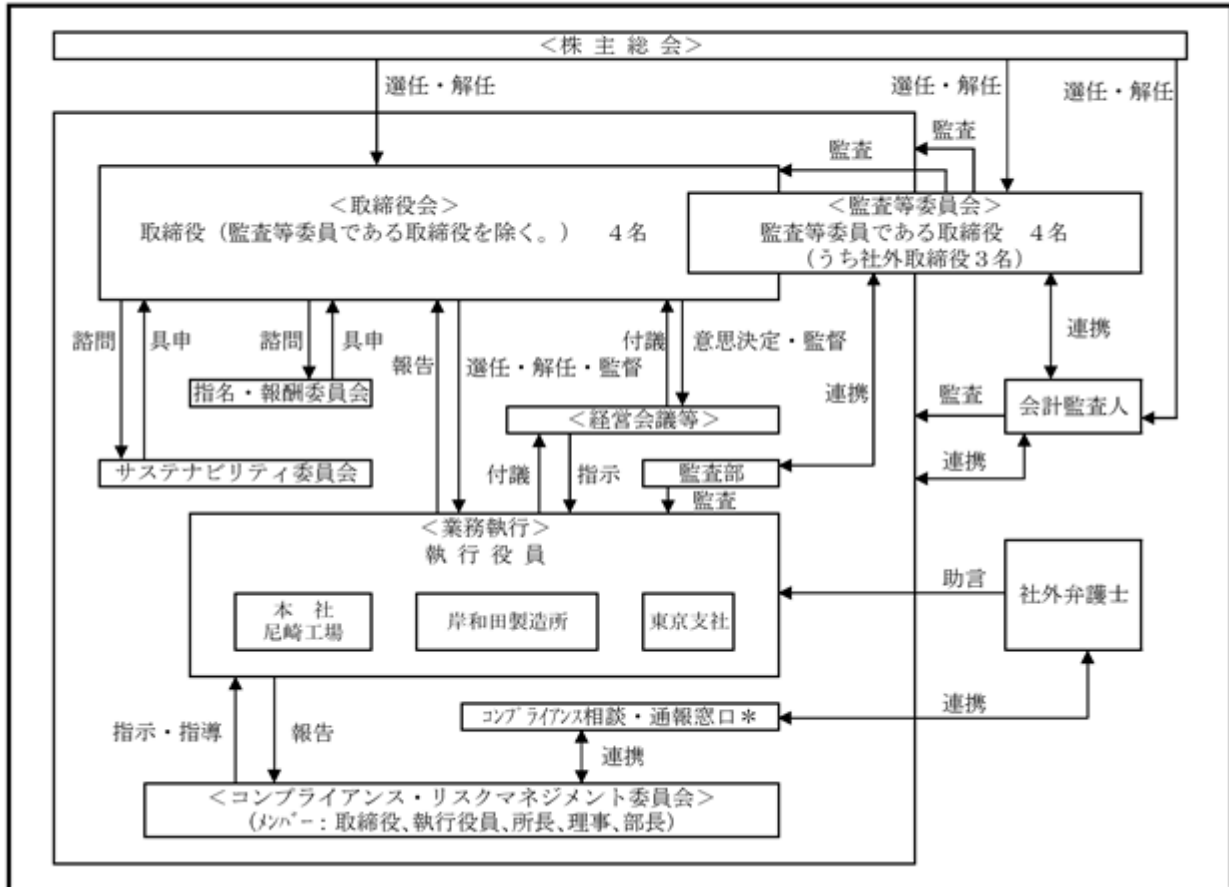 ＜株 主 総 会＞
選任・解任
選任・解任
選任・解任
監査
監査
＜取締役会＞
取締役（監査等委員である取締役を除く。） ４名
＜監査等委員会＞
監査等委員である取締役 ４名
（うち社外取締役３名）
諮問
具申
諮問
具申
報告
選任・解任・監督
付議
意思決定・監督
連携
連携
指名・報酬委員会
＜経営会議等＞
監査
会計監査人
サステナビリティ委員会
付議
指示
監査部
連携
監査
＜業務執行＞
執 行 役 員
本 社
尼崎工場
岸和田製造所
東京支社
助言
社外弁護士
指示・指導
報告
コンプライアンス相談・通報窓口＊
連携
連携
＜コンプライアンス・リスクマネジメント委員会＞
（メンバー：取締役、執行役員、所長、理事、部長）